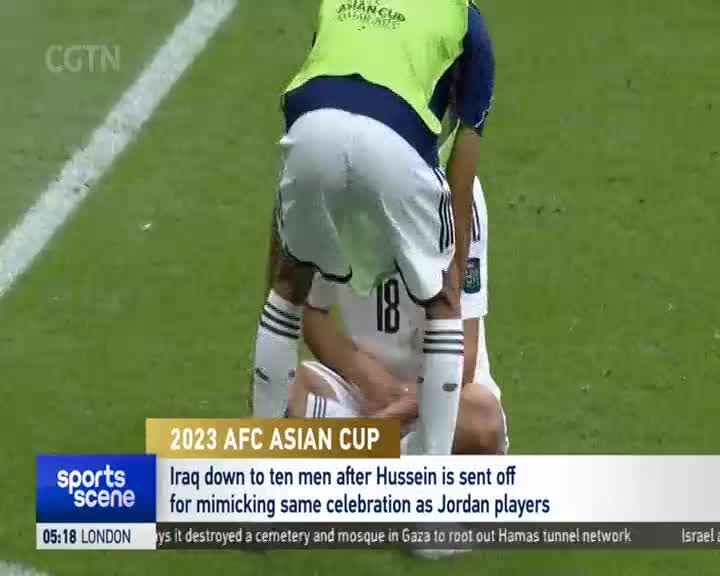 ASIAN CUP
CGTN
18
2023 AFC ASIAN CUP
sports
scene
Iraq down to ten men after Hussein is sent off
for mimicking same celebration as Jordan players
05:18 LONDON
ys it destroyed a cemetery and mosque in Gaza to root out Hamas tunnel network Israel